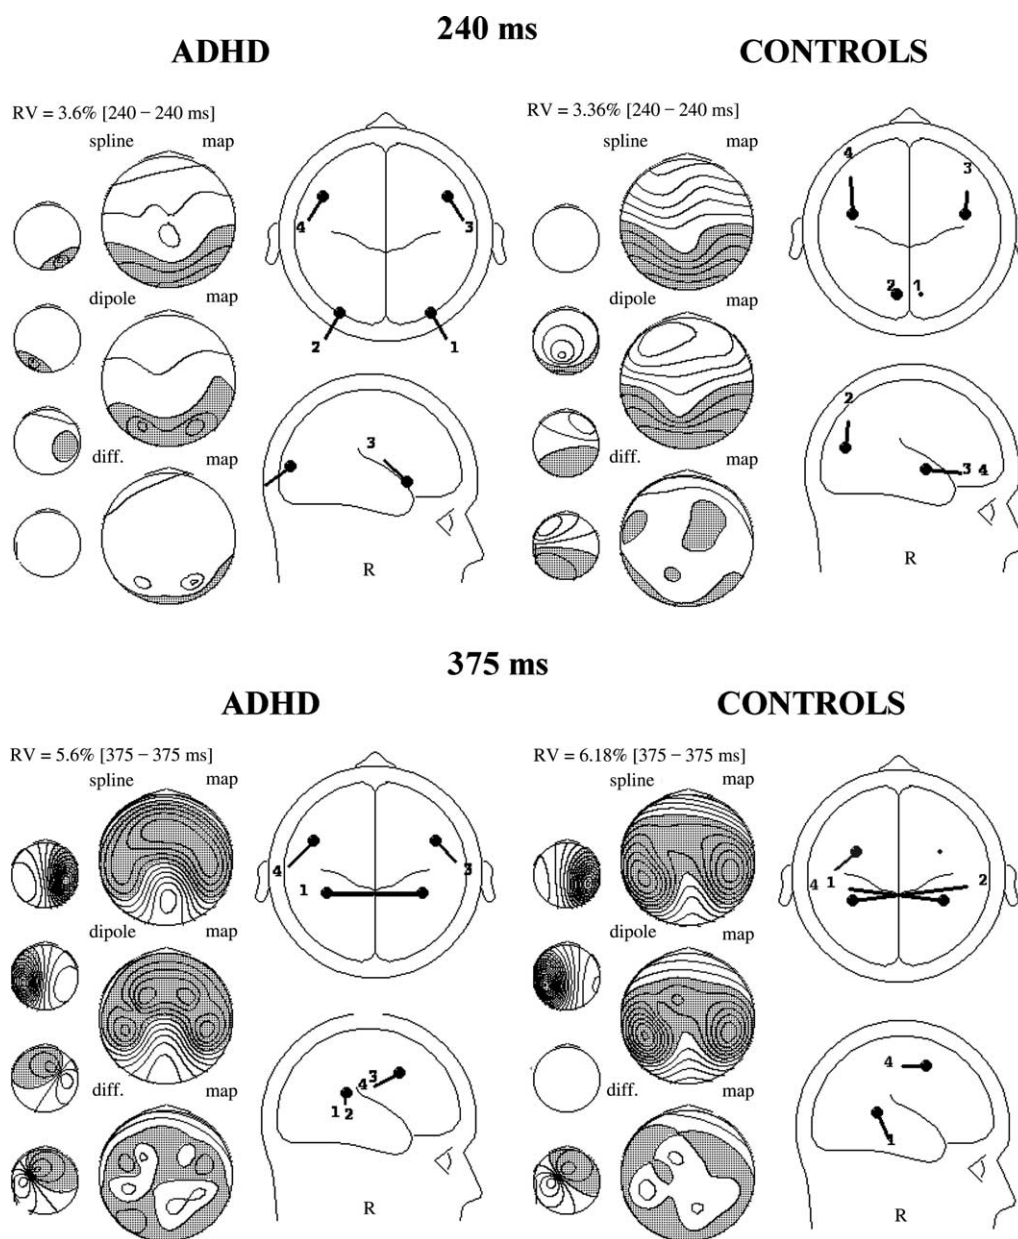 240 ms
ADHD
CONTROLS
RV = 3.6% [240 – 240 ms]
spline map
4
3
dipole map
2
1
diff. map
3
R
RV = 3.36% [240 – 240 ms]
spline map
4
3
dipole map
2 1
diff. map
2
3 4
R
375 ms
ADHD
CONTROLS
RV = 5.6% [375 – 375 ms]
spline map
4
3
1
dipole map
diff. map
4 3
1 2
R
RV = 6.18% [375 – 375 ms]
spline map
4 1
2
dipole map
diff. map
4
1
R